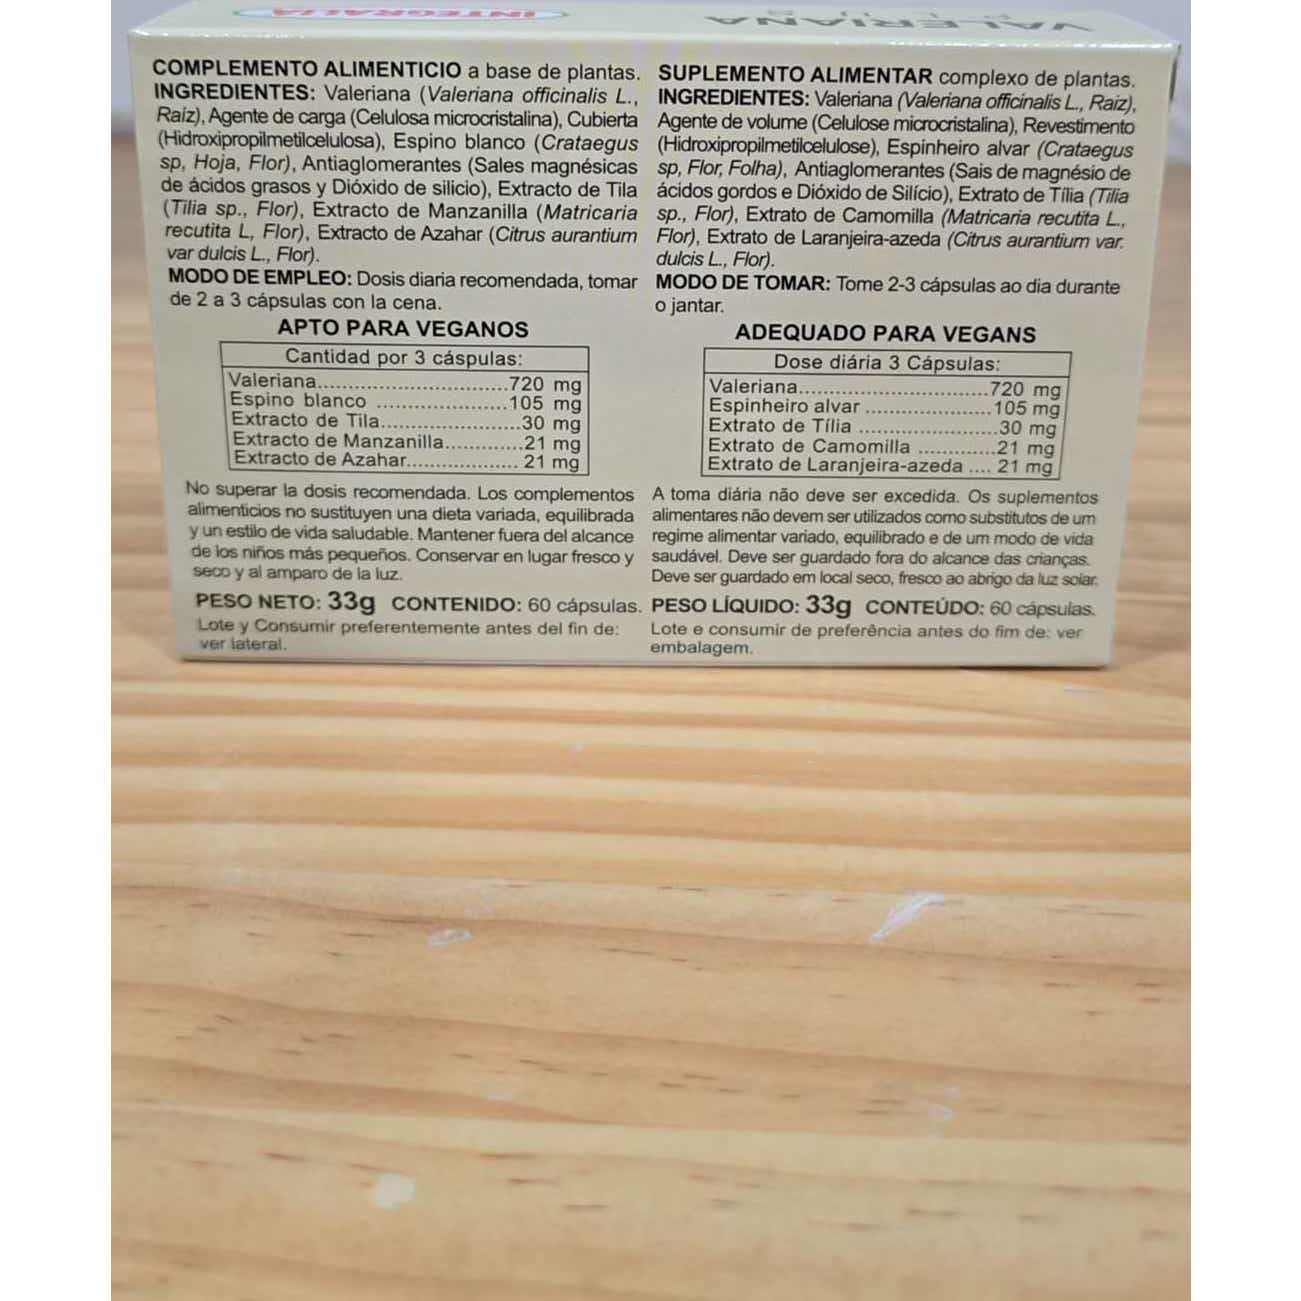 INTEGRALIA
VALERIANA
PLUS
COMPLEMENTO ALIMENTICIO a base de plantas.
INGREDIENTES: Valeriana (Valeriana officinalis L.,
Raíz), Agente de carga (Celulosa microcristalina), Cubierta
(Hidroxipropilmetilcelulosa), Espino blanco (Crataegus
sp, Hoja, Flor), Antiaglomerantes (Sales magnésicas
de ácidos grasos y Dióxido de silicio), Extracto de Tila
(Tilia sp., Flor), Extracto de Manzanilla (Matricaria
recutita L, Flor), Extracto de Azahar (Citrus aurantium
var dulcis L., Flor).
MODO DE EMPLEO: Dosis diaria recomendada, tomar
de 2 a 3 cápsulas con la cena.
APTO PARA VEGANOS
Cantidad por 3 cáspulas:
Valeriana..............................720 mg
Espino blanco .....................105 mg
Extracto de Tila.......................30 mg
Extracto de Manzanilla............21 mg
Extracto de Azahar.................. 21 mg
No superar la dosis recomendada. Los complementos
alimenticios no sustituyen una dieta variada, equilibrada
y un estilo de vida saludable. Mantener fuera del alcance
de los niños más pequeños. Conservar en lugar fresco y
seco y al amparo de la luz.
PESO NETO: 33g CONTENIDO: 60 cápsulas.
Lote y Consumir preferentemente antes del fin de:
ver lateral.
SUPLEMENTO ALIMENTAR complexo de plantas.
INGREDIENTES: Valeriana (Valeriana officinalis L., Raiz),
Agente de volume (Celulose microcristalina), Revestimento
(Hidroxipropilmetilcelulose), Espinheiro alvar (Crataegus
sp, Flor, Folha), Antiaglomerantes (Sais de magnésio de
ácidos gordos e Dióxido de Silício), Extrato de Tília (Tilia
sp., Flor), Extrato de Camomilla (Matricaria recutita L.,
Flor), Extrato de Laranjeira-azeda (Citrus aurantium var.
dulcis L., Flor).
MODO DE TOMAR: Tome 2-3 cápsulas ao dia durante
o jantar.
ADEQUADO PARA VEGANS
Dose diária 3 Cápsulas:
Valeriana..............................720 mg
Espinheiro alvar ....................105 mg
Extrato de Tília .......................30 mg
Extrato de Camomilla .............21 mg
Extrato de Laranjeira-azeda .... 21 mg
A toma diária não deve ser excedida. Os suplementos
alimentares não devem ser utilizados como substitutos de um
regime alimentar variado, equilibrado e de um modo de vida
saudável. Deve ser guardado fora do alcance das crianças.
Deve ser guardado em local seco, fresco ao abrigo da luz solar.
PESO LÍQUIDO: 33g CONTEÚDO: 60 cápsulas.
Lote e consumir de preferência antes do fim de: ver
embalagem.